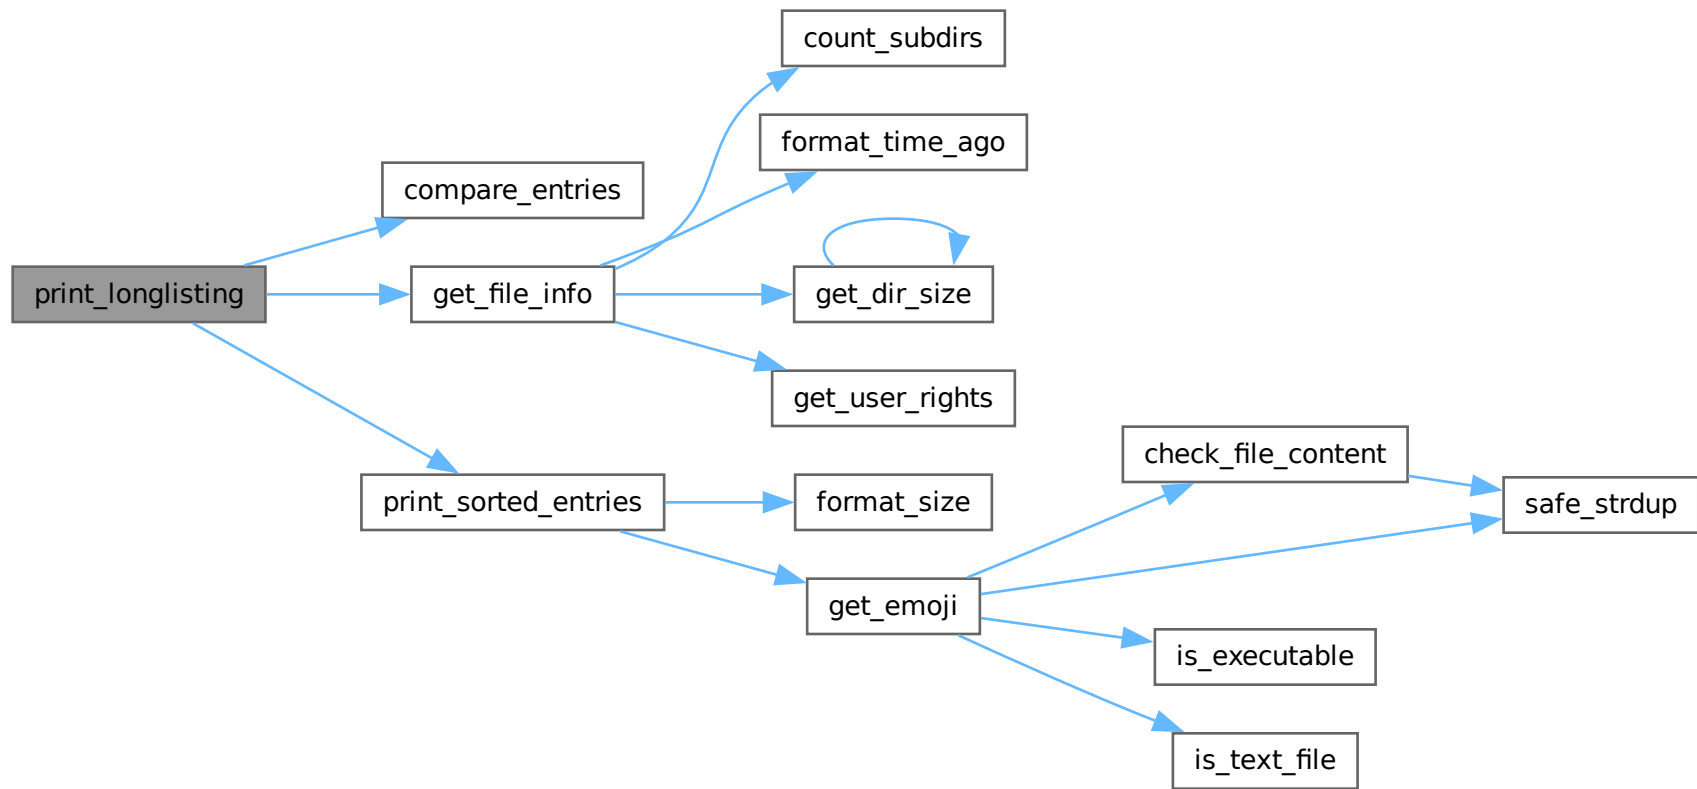 count_subdirs
format_time_ago
compare_entries
print_longlisting
get_file_info
get_dir_size
get_user_rights
check_file_content
print_sorted_entries
format_size
safe_strdup
get_emoji
is_executable
is_text_file